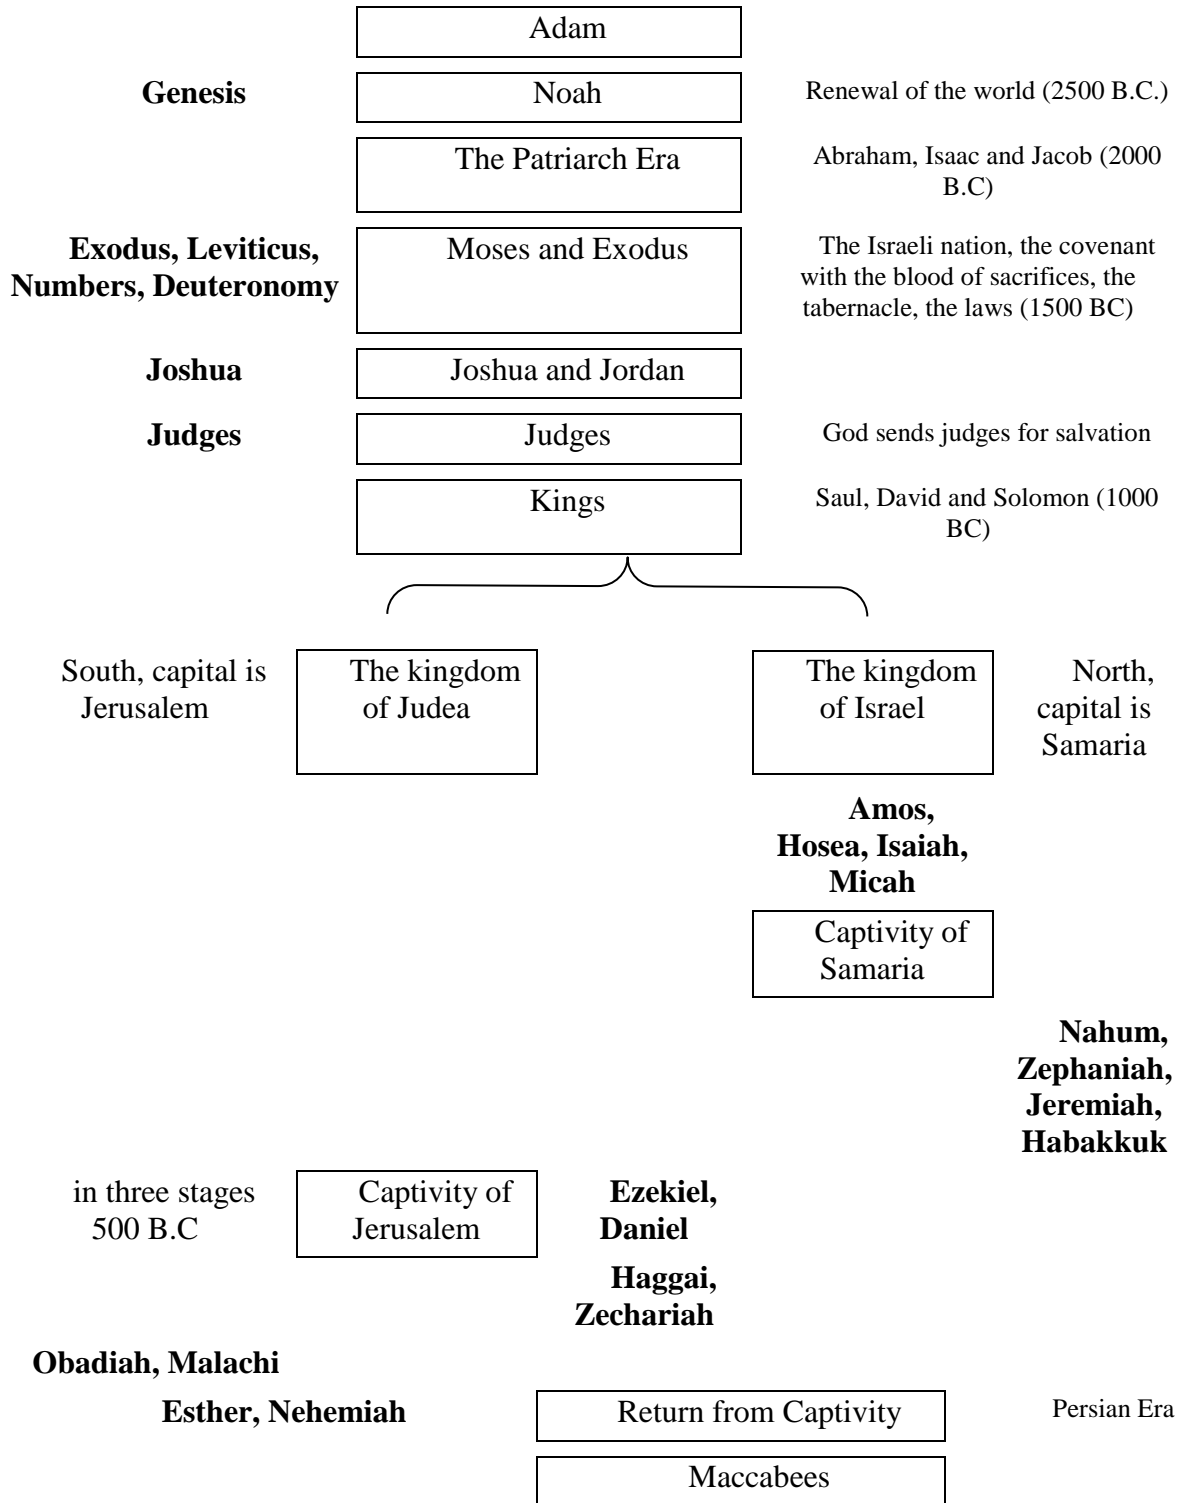 Adam
Genesis
Noah
Renewal of the world (2500 B.C.)
The Patriarch Era
Abraham, Isaac and Jacob (2000
B.C)
Exodus, Leviticus,
Numbers, Deuteronomy
Moses and Exodus
The Israeli nation, the covenant
with the blood of sacrifices, the
tabernacle, the laws (1500 BC)
Joshua
Joshua and Jordan
Judges
Judges
God sends judges for salvation
Kings
Saul, David and Solomon (1000
BC)
South, capital is
Jerusalem
The kingdom
of Judea
The kingdom
of Israel
North,
capital is
Samaria
Amos,
Hosea, Isaiah,
Micah
Captivity of
Samaria
Nahum,
Zephaniah,
Jeremiah,
Habakkuk
in three stages
500 B.C
Captivity of
Jerusalem
Ezekiel,
Daniel
Haggai,
Zechariah
Obadiah, Malachi
Esther, Nehemiah
Return from Captivity
Persian Era
Maccabees